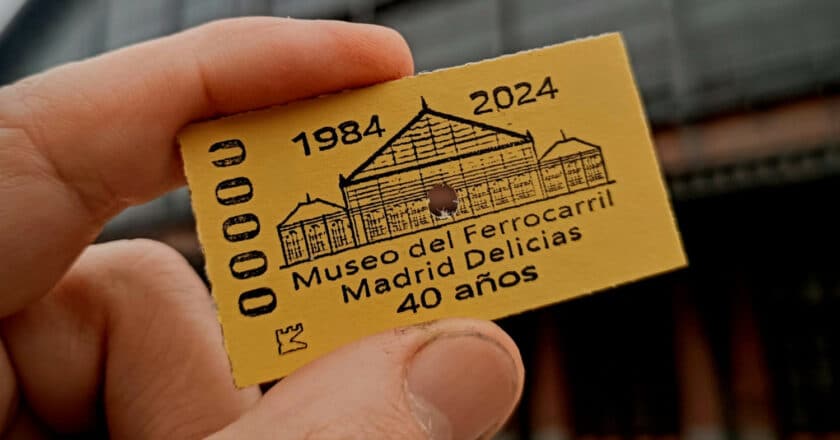 1984 2024
Museo del Ferrocarril
Madrid Delicias
40 años
00000